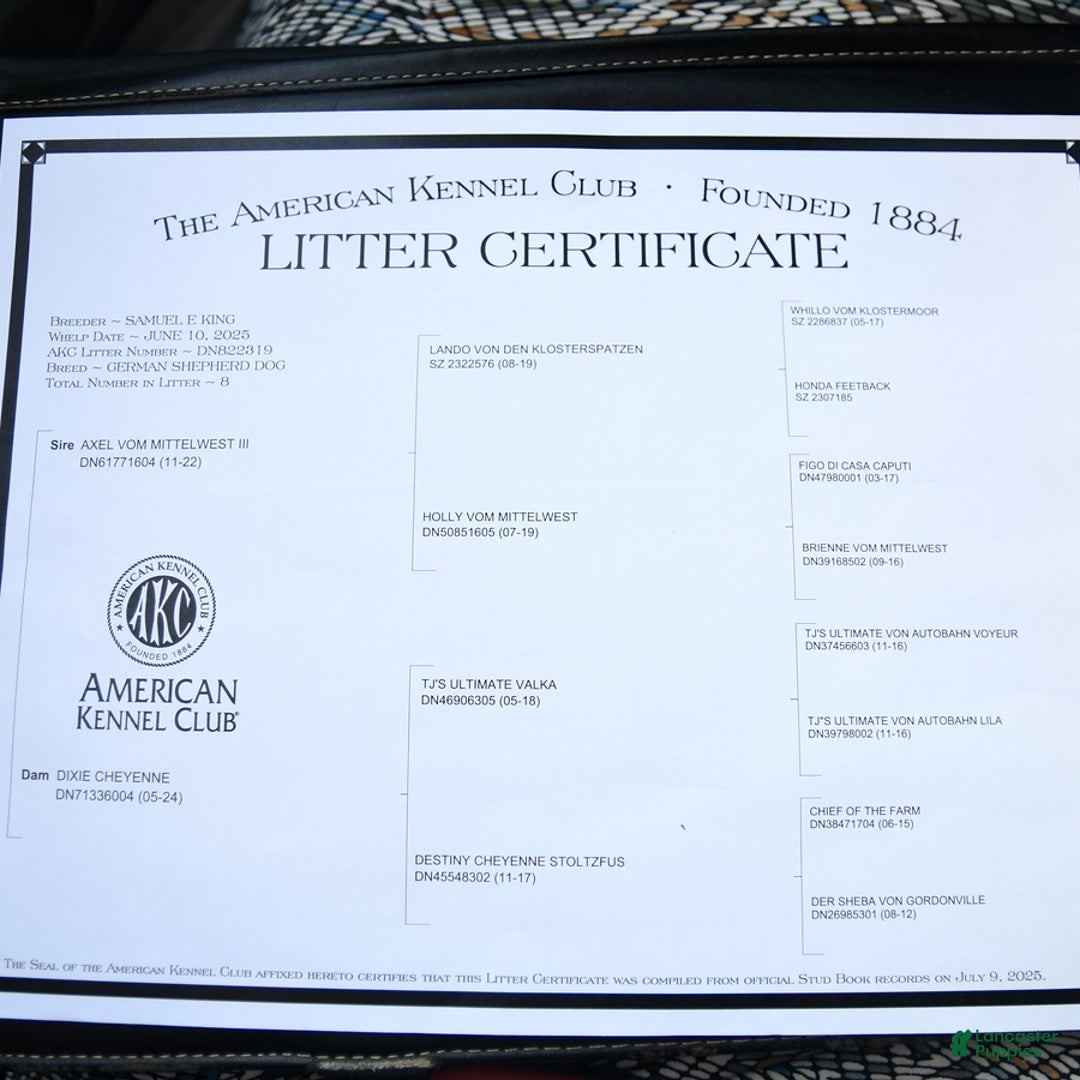 THE AMERICAN KENNEL CLUB · FOUNDED 1884
LITTER CERTIFICATE
BREEDER ~ SAMUEL E KING
WHELP DATE ~ JUNE 10, 2025
AKC LITTER NUMBER ~ DN822319
BREED ~ GERMAN SHEPHERD DOG
TOTAL NUMBER IN LITTER ~ 8
Sire AXEL VOM MITTELWEST III
DN61771604 (11-22)
AMERICAN KENNEL CLUB
AKC
FOUNDED 1884
AMERICAN
KENNEL CLUB®
Dam DIXIE CHEYENNE
DN71336004 (05-24)
LANDO VON DEN KLOSTERSPATZEN
SZ 2322576 (08-19)
HOLLY VOM MITTELWEST
DN50851605 (07-19)
TJ'S ULTIMATE VALKA
DN46906305 (05-18)
DESTINY CHEYENNE STOLTZFUS
DN45548302 (11-17)
WHILLO VOM KLOSTERMOOR
SZ 2286837 (05-17)
HONDA FEETBACK
SZ 2307185
FIGO DI CASA CAPUTI
DN47980001 (03-17)
BRIENNE VOM MITTELWEST
DN39168502 (09-16)
TJ'S ULTIMATE VON AUTOBAHN VOYEUR
DN37456603 (11-16)
TJ"S ULTIMATE VON AUTOBAHN LILA
DN39798002 (11-16)
CHIEF OF THE FARM
DN38471704 (06-15)
DER SHEBA VON GORDONVILLE
DN26985301 (08-12)
THE SEAL OF THE AMERICAN KENNEL CLUB AFFIXED HERETO CERTIFIES THAT THIS LITTER CERTIFICATE WAS COMPILED FROM OFFICIAL STUD BOOK RECORDS ON JULY 9, 2025.
Lancaster
Puppies